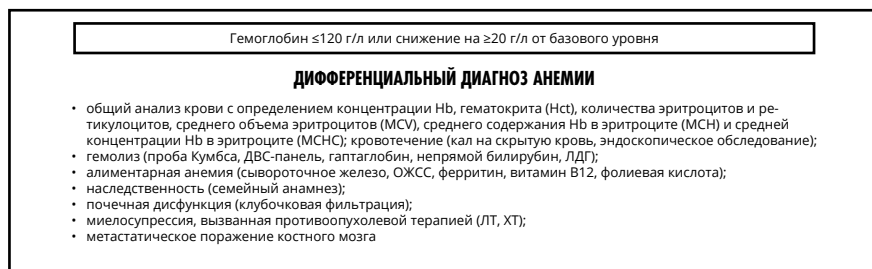 Гемоглобин ≤120 г/л или снижение на ≥20 г/л от базового уровня
ДИФФЕРЕНЦИАЛЬНЫЙ ДИАГНОЗ АНЕМИИ
• общий анализ крови с определением концентрации Hb, гематокрита (Hct), количества эритроцитов и ре-
тикулоцитов, среднего объема эритроцитов (MCV), среднего содержания Hb в эритроците (MCH) и средней
концентрации Hb в эритроците (MCHC); кровотечение (кал на скрытую кровь, эндоскопическое обследование);
• гемолиз (проба Кумбса, ДВС-панель, гаптаглобин, непрямой билирубин, ЛДГ);
• алиментарная анемия (сывороточное железо, ОЖСС, ферритин, витамин B12, фолиевая кислота);
• наследственность (семейный анамнез);
• почечная дисфункция (клубочковая фильтрация);
• миелосупрессия, вызванная противоопухолевой терапией (ЛТ, ХТ);
• метастатическое поражение костного мозга